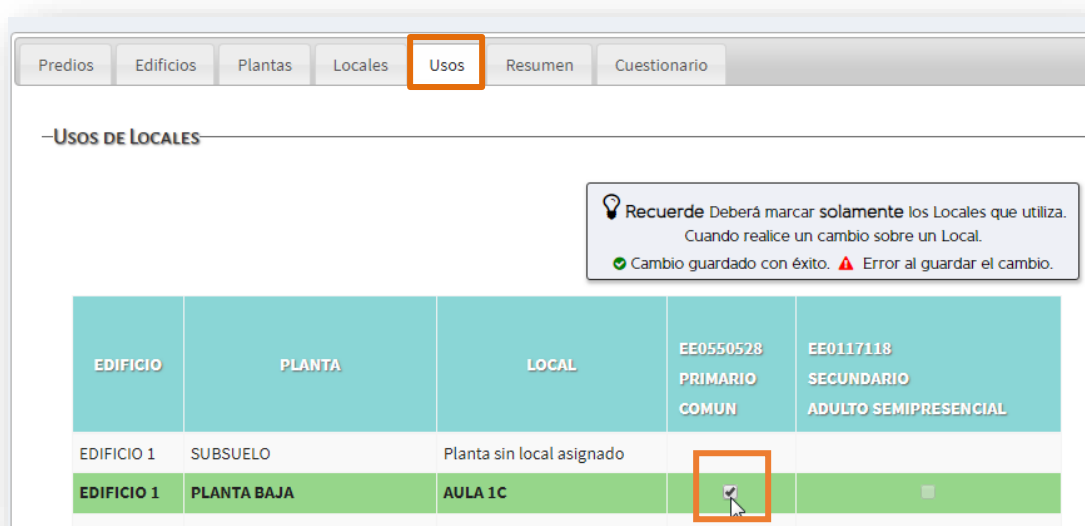 Predios Edificios Plantas Locales Usos Resumen Cuestionario
USOS DE LOCALES
Recuerde Deberá marcar solamente los Locales que utiliza.
Cuando realice un cambio sobre un Local.
Cambio guardado con éxito. Error al guardar el cambio.
EDIFICIO PLANTA LOCAL EE0550528 PRIMARIO COMUN EE0117118 SECUNDARIO ADULTO SEMIPRESENCIAL
EDIFICIO 1 SUBSUELO Planta sin local asignado
EDIFICIO 1 PLANTA BAJA AULA 1C